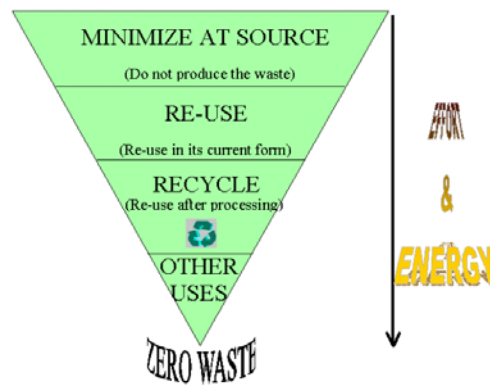 MINIMIZE AT SOURCE
(Do not produce the waste)
RE-USE
(Re-use in its current form)
RECYCLE
(Re-use after processing)
OTHER
USES
ZERO WASTE
EFFORT
&
ENERGY